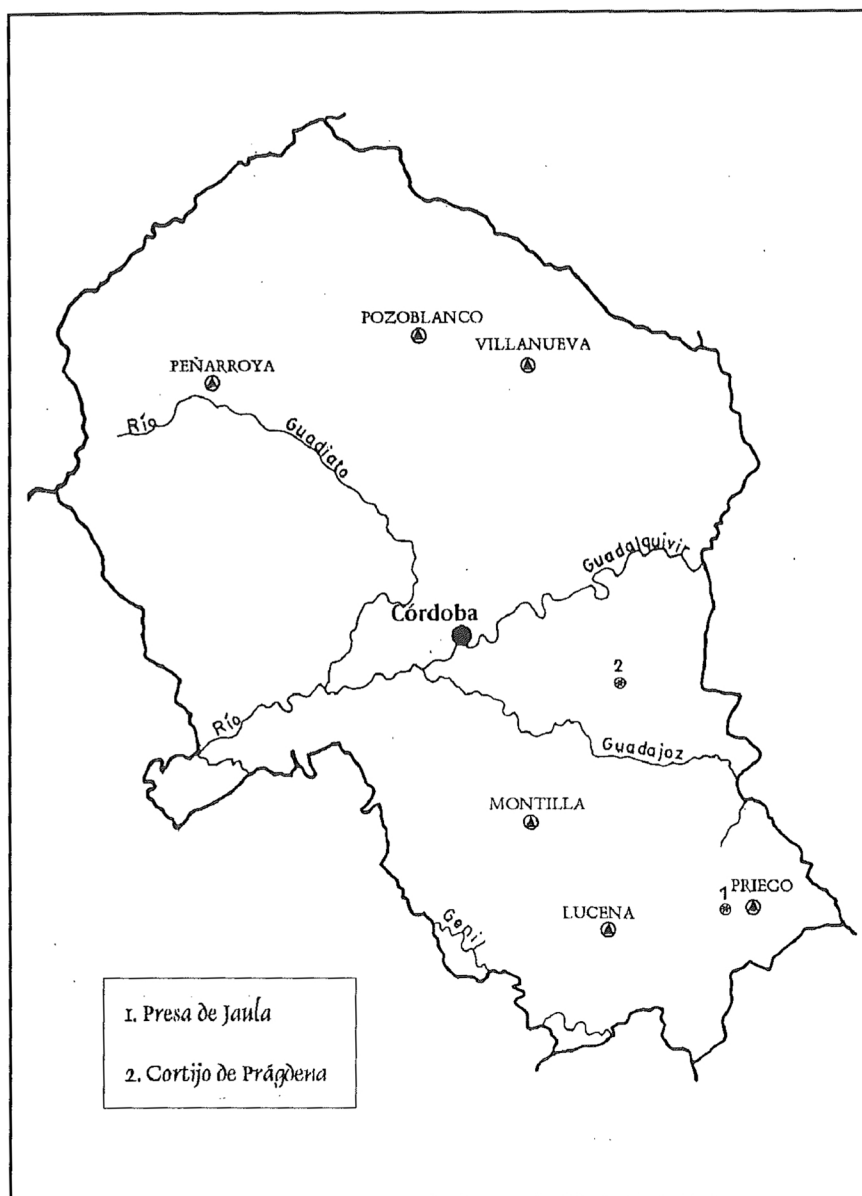 POZOBLANCO
VILLANUEVA
PEÑARROYA
Río
Guadiato
Guadalquivir
Córdoba
2
Río
Guadajoz
MONTILLA
1
PRIEGO
LUCENA
Genil
1. Presa de Jaula
2. Cortijo de Prágdena